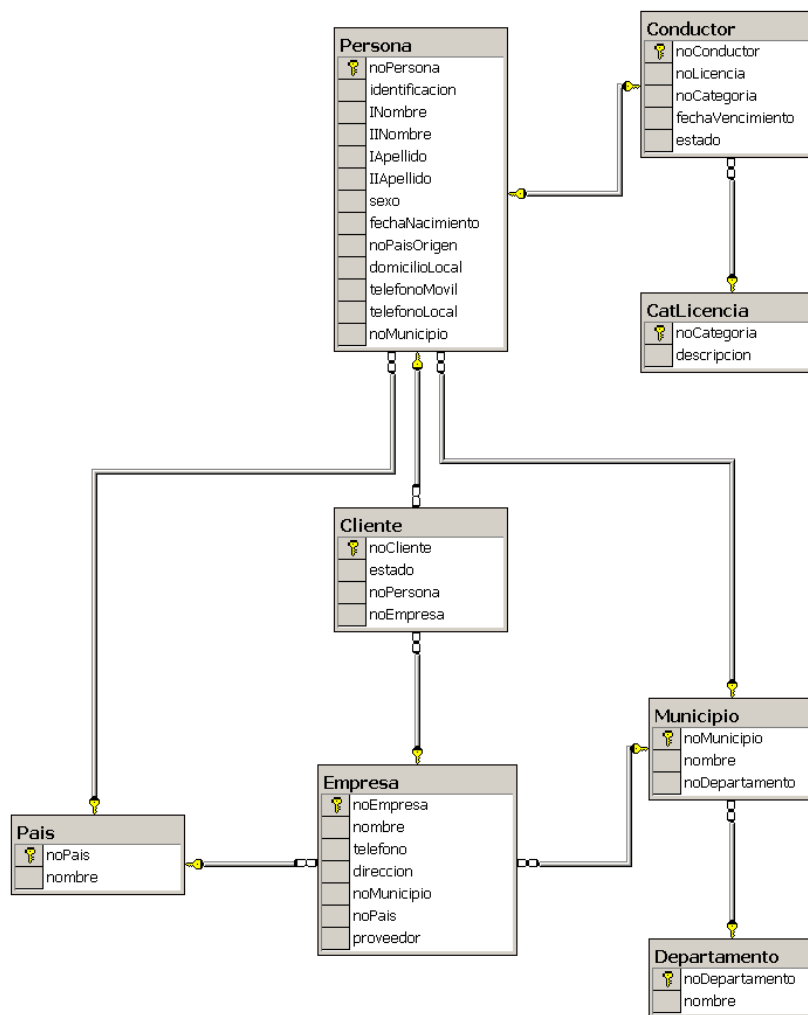 Persona
noPersona
identificacion
INombre
IINombre
IApellido
IIApellido
sexo
fechaNacimiento
noPaisOrigen
domicilioLocal
telefonoMovil
telefonoLocal
noMunicipio
Conductor
noConductor
noLicencia
noCategoria
fechaVencimiento
estado
CatLicencia
noCategoria
descripcion
Cliente
noCliente
estado
noPersona
noEmpresa
Municipio
noMunicipio
nombre
noDepartamento
Empresa
noEmpresa
nombre
telefono
direccion
noMunicipio
noPais
proveedor
Pais
noPais
nombre
Departamento
noDepartamento
nombre